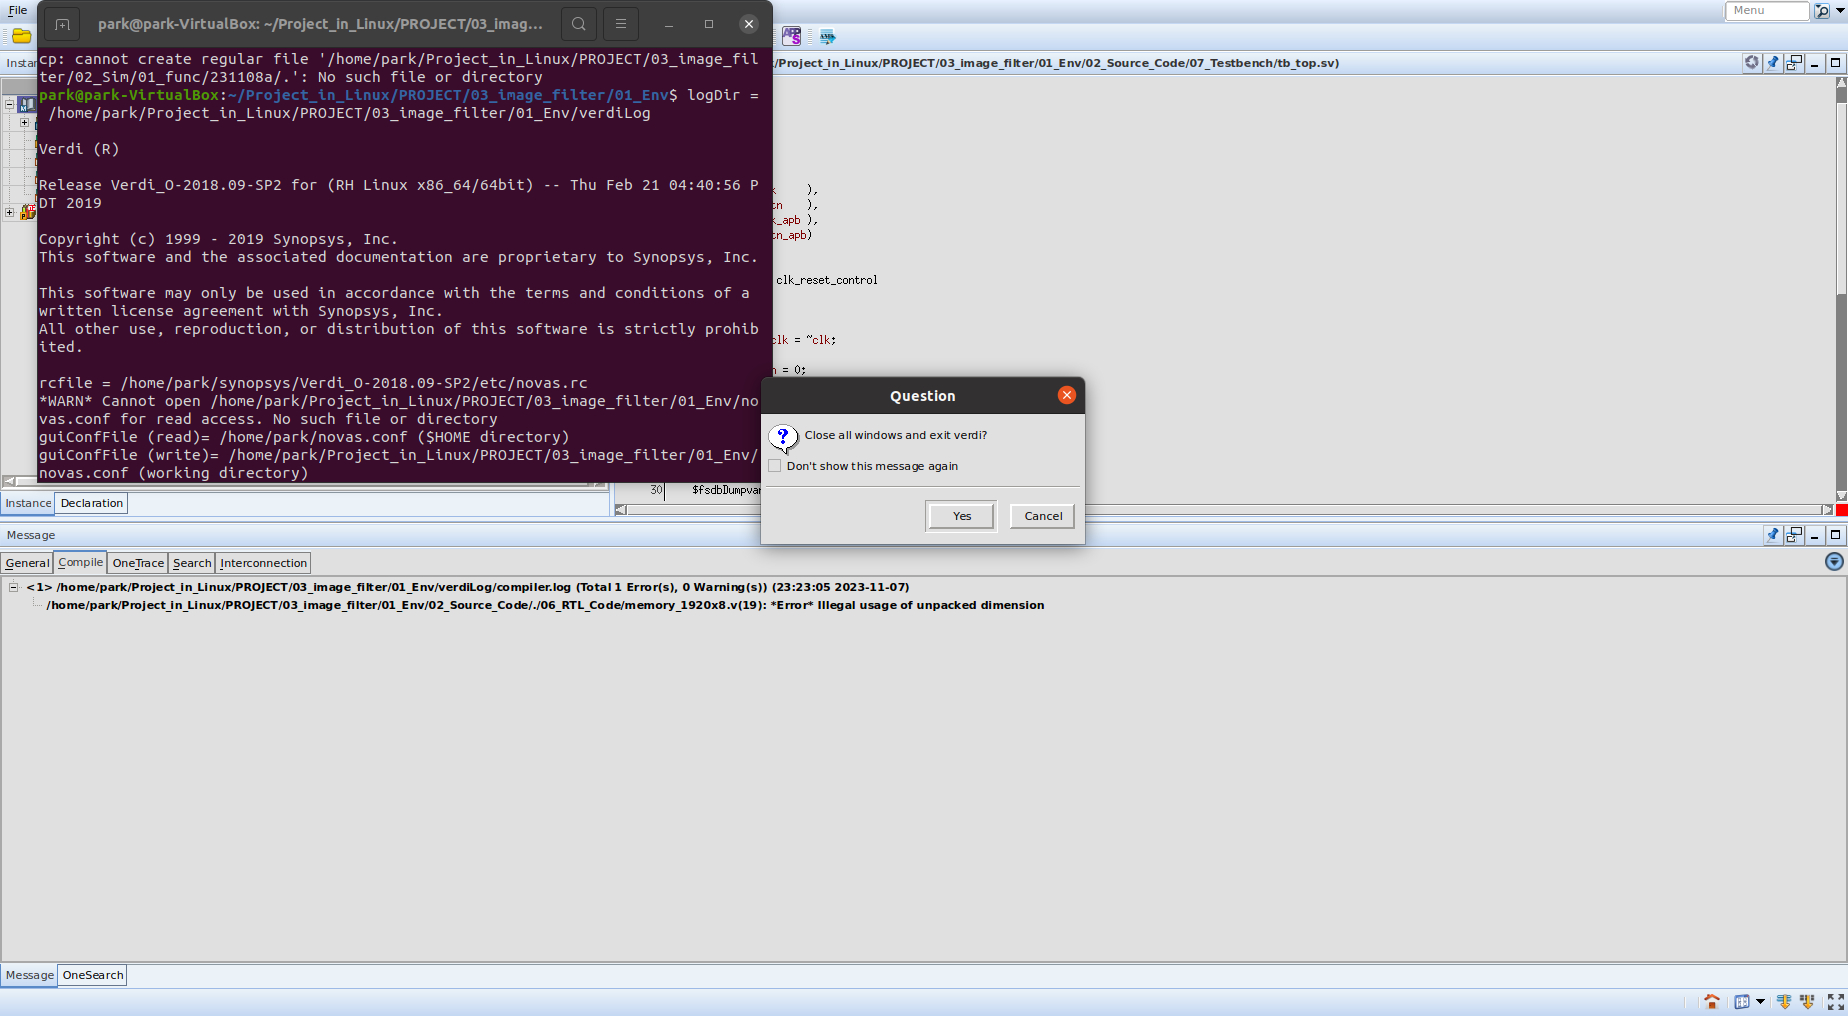 File
Menu
park@park-VirtualBox: ~/Project_in_Linux/PROJECT/03_imag...
/Project_in_Linux/PROJECT/03_image_filter/01_Env/02_Source_Code/07_Testbench/tb_top.sv)
cp: cannot create regular file '/home/park/Project_in_Linux/PROJECT/03_image_fil
ter/02_Sim/01_func/231108a/.': No such file or directory
park@park-VirtualBox:~/Project_in_Linux/PROJECT/03_image_filter/01_Env$ logDir =
/home/park/Project_in_Linux/PROJECT/03_image_filter/01_Env/verdiLog
Verdi (R)
Release Verdi_O-2018.09-SP2 for (RH Linux x86_64/64bit) -- Thu Feb 21 04:40:56 P
DT 2019
Copyright (c) 1999 - 2019 Synopsys, Inc.
This software and the associated documentation are proprietary to Synopsys, Inc.
This software may only be used in accordance with the terms and conditions of a
written license agreement with Synopsys, Inc.
All other use, reproduction, or distribution of this software is strictly prohib
ited.
rcfile = /home/park/synopsys/Verdi_O-2018.09-SP2/etc/novas.rc
*WARN* Cannot open /home/park/Project_in_Linux/PROJECT/03_image_filter/01_Env/no
vas.conf for read access. No such file or directory
guiConfFile (read)= /home/park/novas.conf ($HOME directory)
guiConfFile (write)= /home/park/Project_in_Linux/PROJECT/03_image_filter/01_Env/
novas.conf (working directory)
),
tn ),
k_apb ),
tn_apb)
clk_reset_control
clk = ~clk;
n = 0;
30 $fsdbDumpvar
Question
Close all windows and exit verdi?
Don't show this message again
Yes
Cancel
Instance
Declaration
Message
General
Compile
OneTrace
Search
Interconnection
<1> /home/park/Project_in_Linux/PROJECT/03_image_filter/01_Env/verdiLog/compiler.log (Total 1 Error(s), 0 Warning(s)) (23:23:05 2023-11-07)
/home/park/Project_in_Linux/PROJECT/03_image_filter/01_Env/02_Source_Code/./06_RTL_Code/memory_1920x8.v(19): *Error* Illegal usage of unpacked dimension
Message
OneSearch